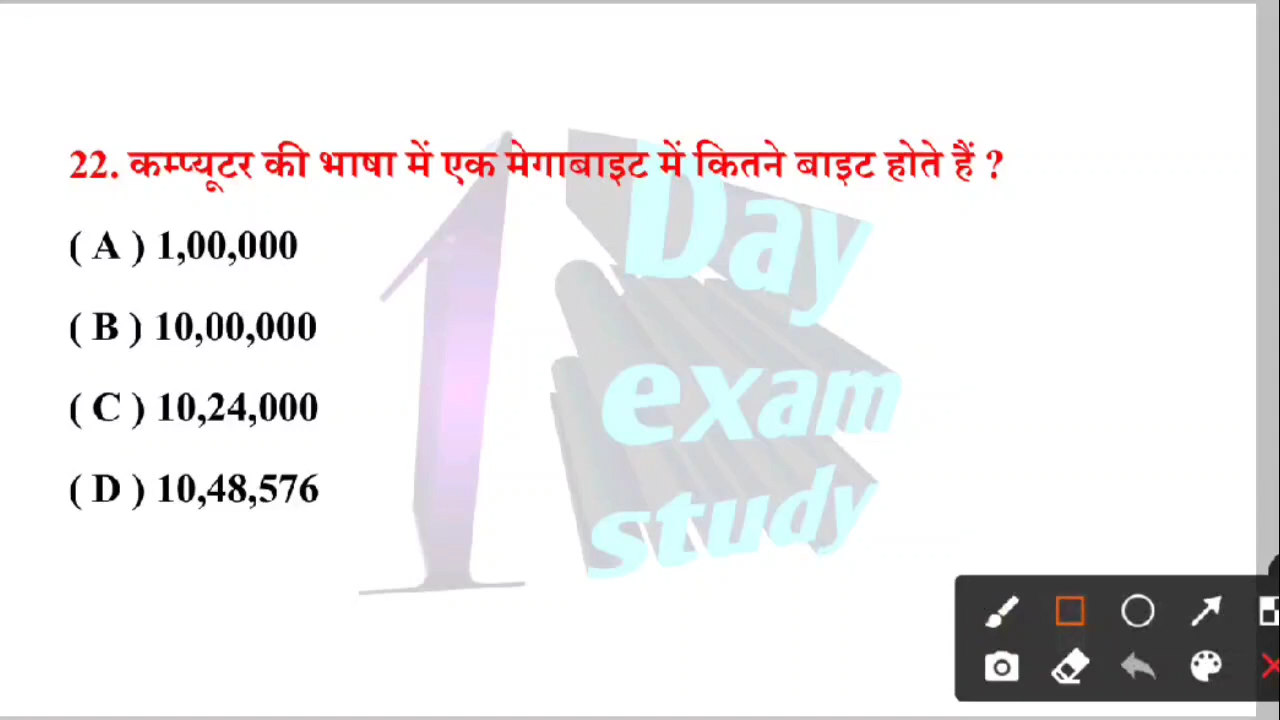 22. कम्प्यूटर की भाषा में एक मेगाबाइट में कितने बाइट होते हैं ?
( A ) 1,00,000
( B ) 10,00,000
( C ) 10,24,000
( D ) 10,48,576
1 Day
exam
study